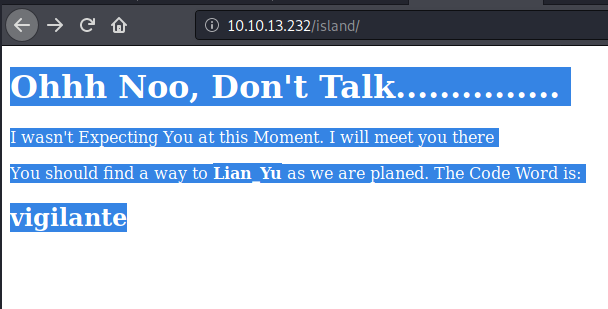 10.10.13.232/island/
Ohhh Noo, Don't Talk...............
I wasn't Expecting You at this Moment. I will meet you there
You should find a way to Lian_Yu as we are planed. The Code Word is:
vigilante